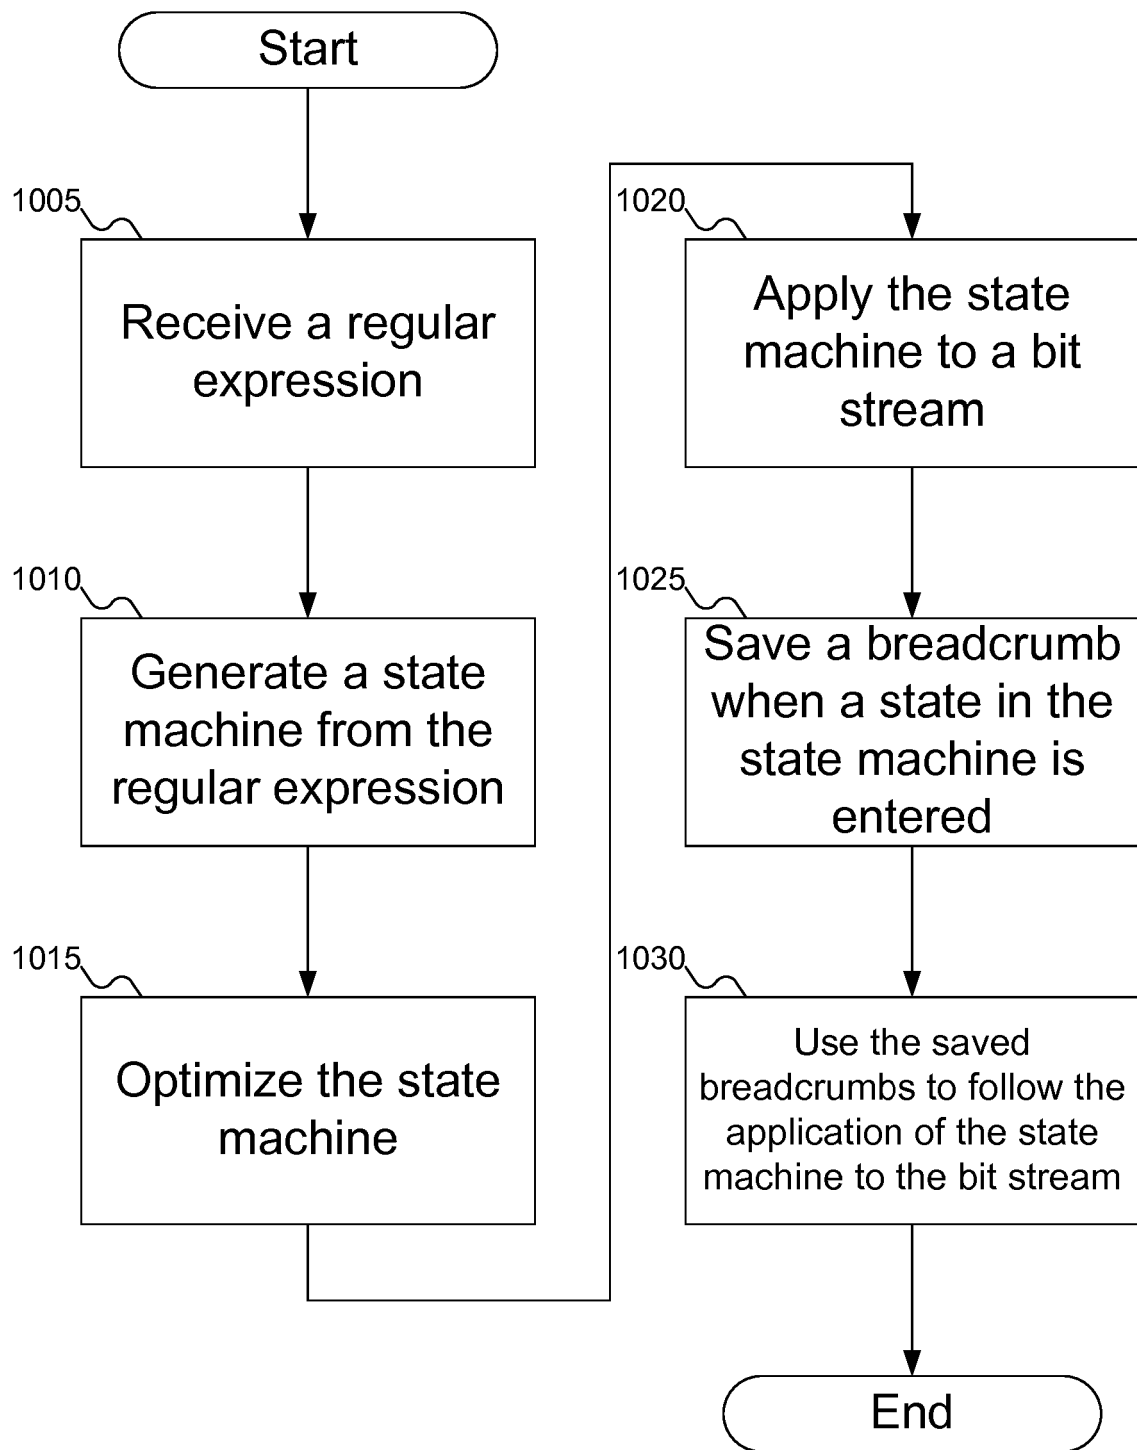 Start
1005
Receive a regular
expression
1010
Generate a state
machine from the
regular expression
1015
Optimize the state
machine
1020
Apply the state
machine to a bit
stream
1025
Save a breadcrumb
when a state in the
state machine is
entered
1030
Use the saved
breadcrumbs to follow the
application of the state
machine to the bit stream
End